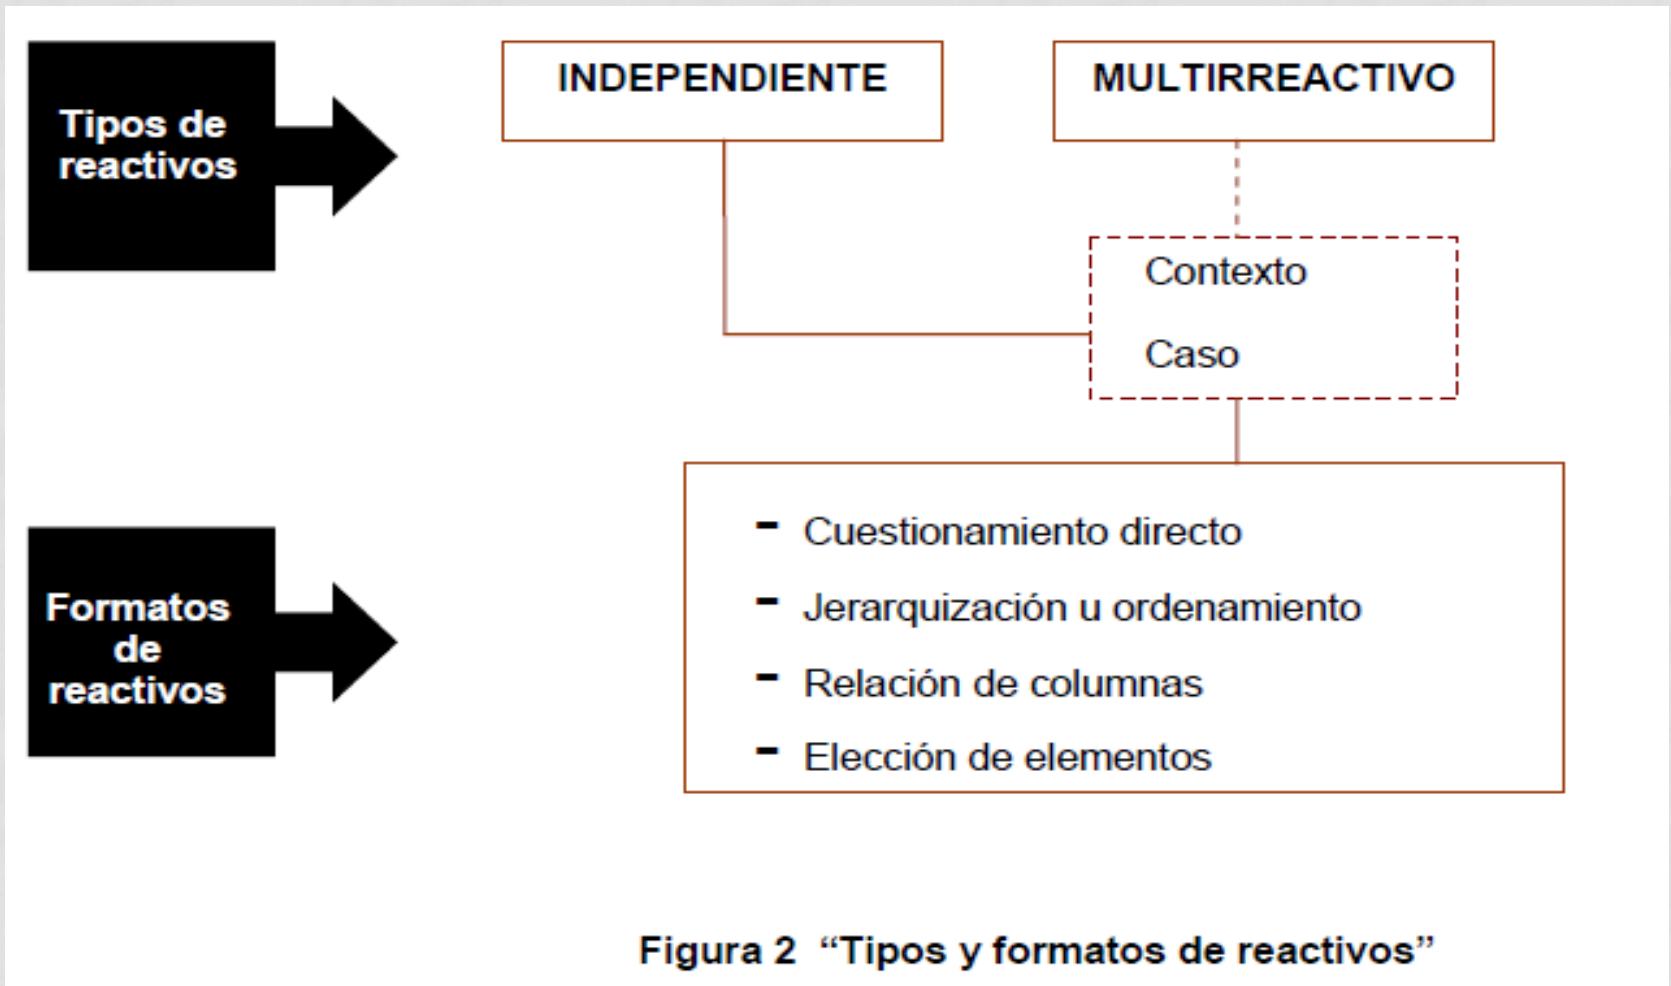 Tipos de
reactivos
INDEPENDIENTE
MULTIRREACTIVO
Contexto
Caso
Formatos
de
reactivos
- Cuestionamiento directo
- Jerarquización u ordenamiento
- Relación de columnas
- Elección de elementos
Figura 2 “Tipos y formatos de reactivos”